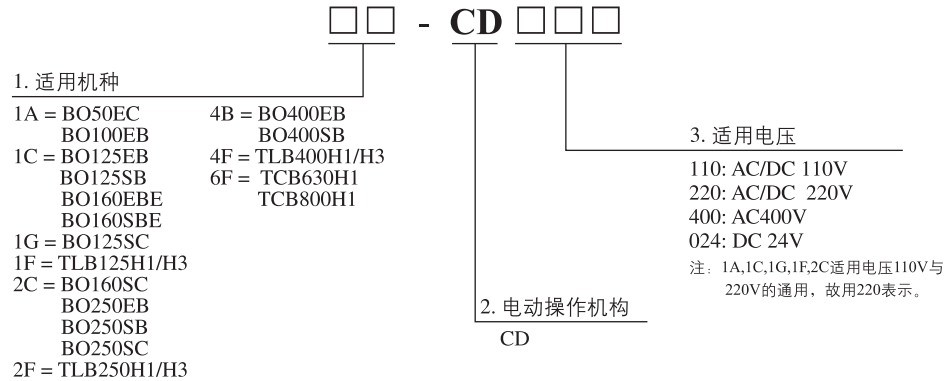 □□ - CD □□□
1. 适用机种
1A = BO50EC
BO100EB
1C = BO125EB
BO125SB
BO160EBE
BO160SBE
1G = BO125SC
1F = TLB125H1/H3
2C = BO160SC
BO250EB
BO250SB
BO250SC
2F = TLB250H1/H3
4B = BO400EB
BO400SB
4F = TLB400H1/H3
6F = TCB630H1
TCB800H1
2. 电动操作机构
CD
3. 适用电压
110: AC/DC 110V
220: AC/DC 220V
400: AC400V
024: DC 24V
注：1A,1C,1G,1F,2C适用电压110V与
220V的通用，故用220表示。